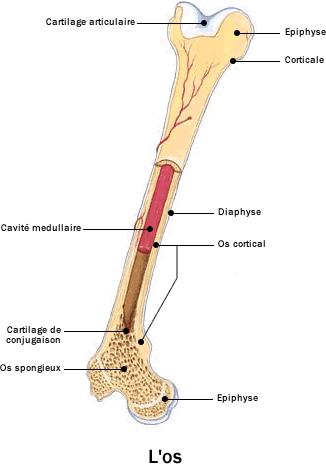 Cartilage articulaire
Epiphyse
Corticale
Diaphyse
Cavité medullaire
Os cortical
Cartilage de
conjugaison
Os spongieux
Epiphyse
L'os